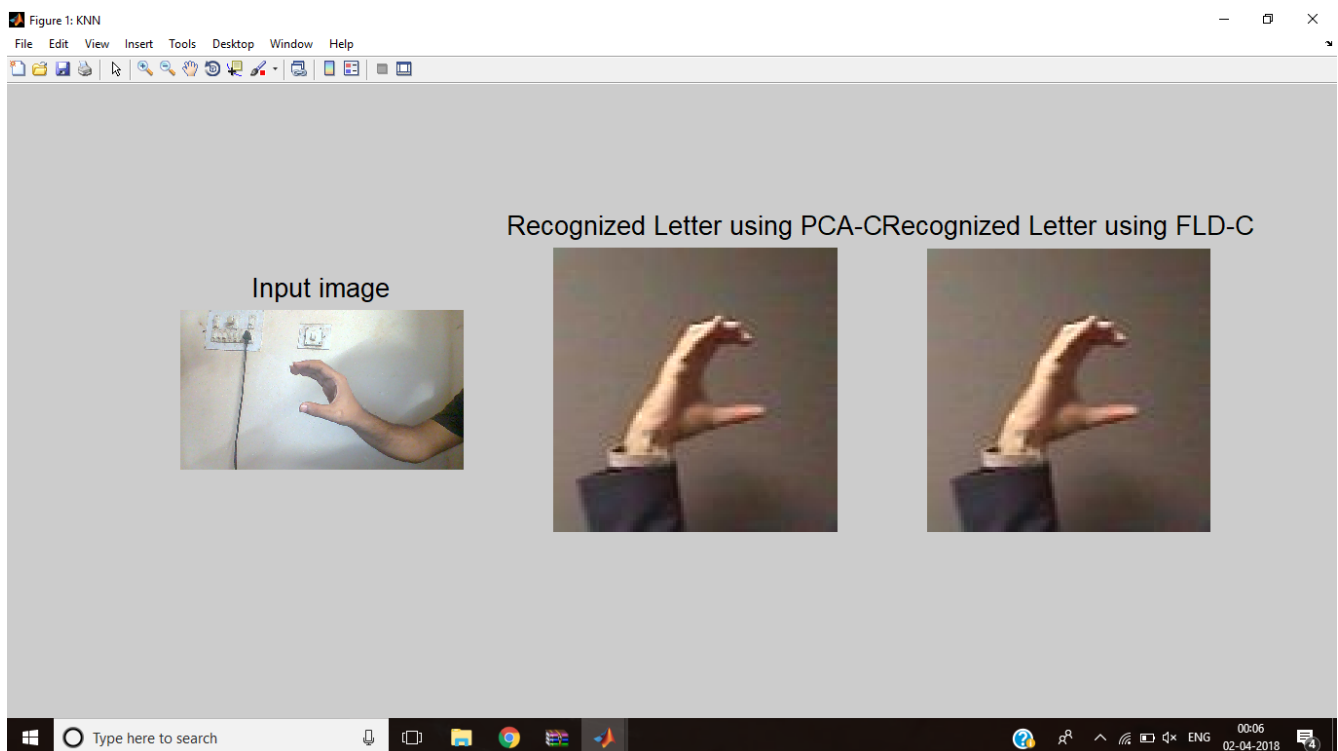 Figure 1: KNN
File Edit View Insert Tools Desktop Window Help
Recognized Letter using PCA-CRecognized Letter using FLD-C
Input image
Type here to search
ENG
00:06
02-04-2018
4